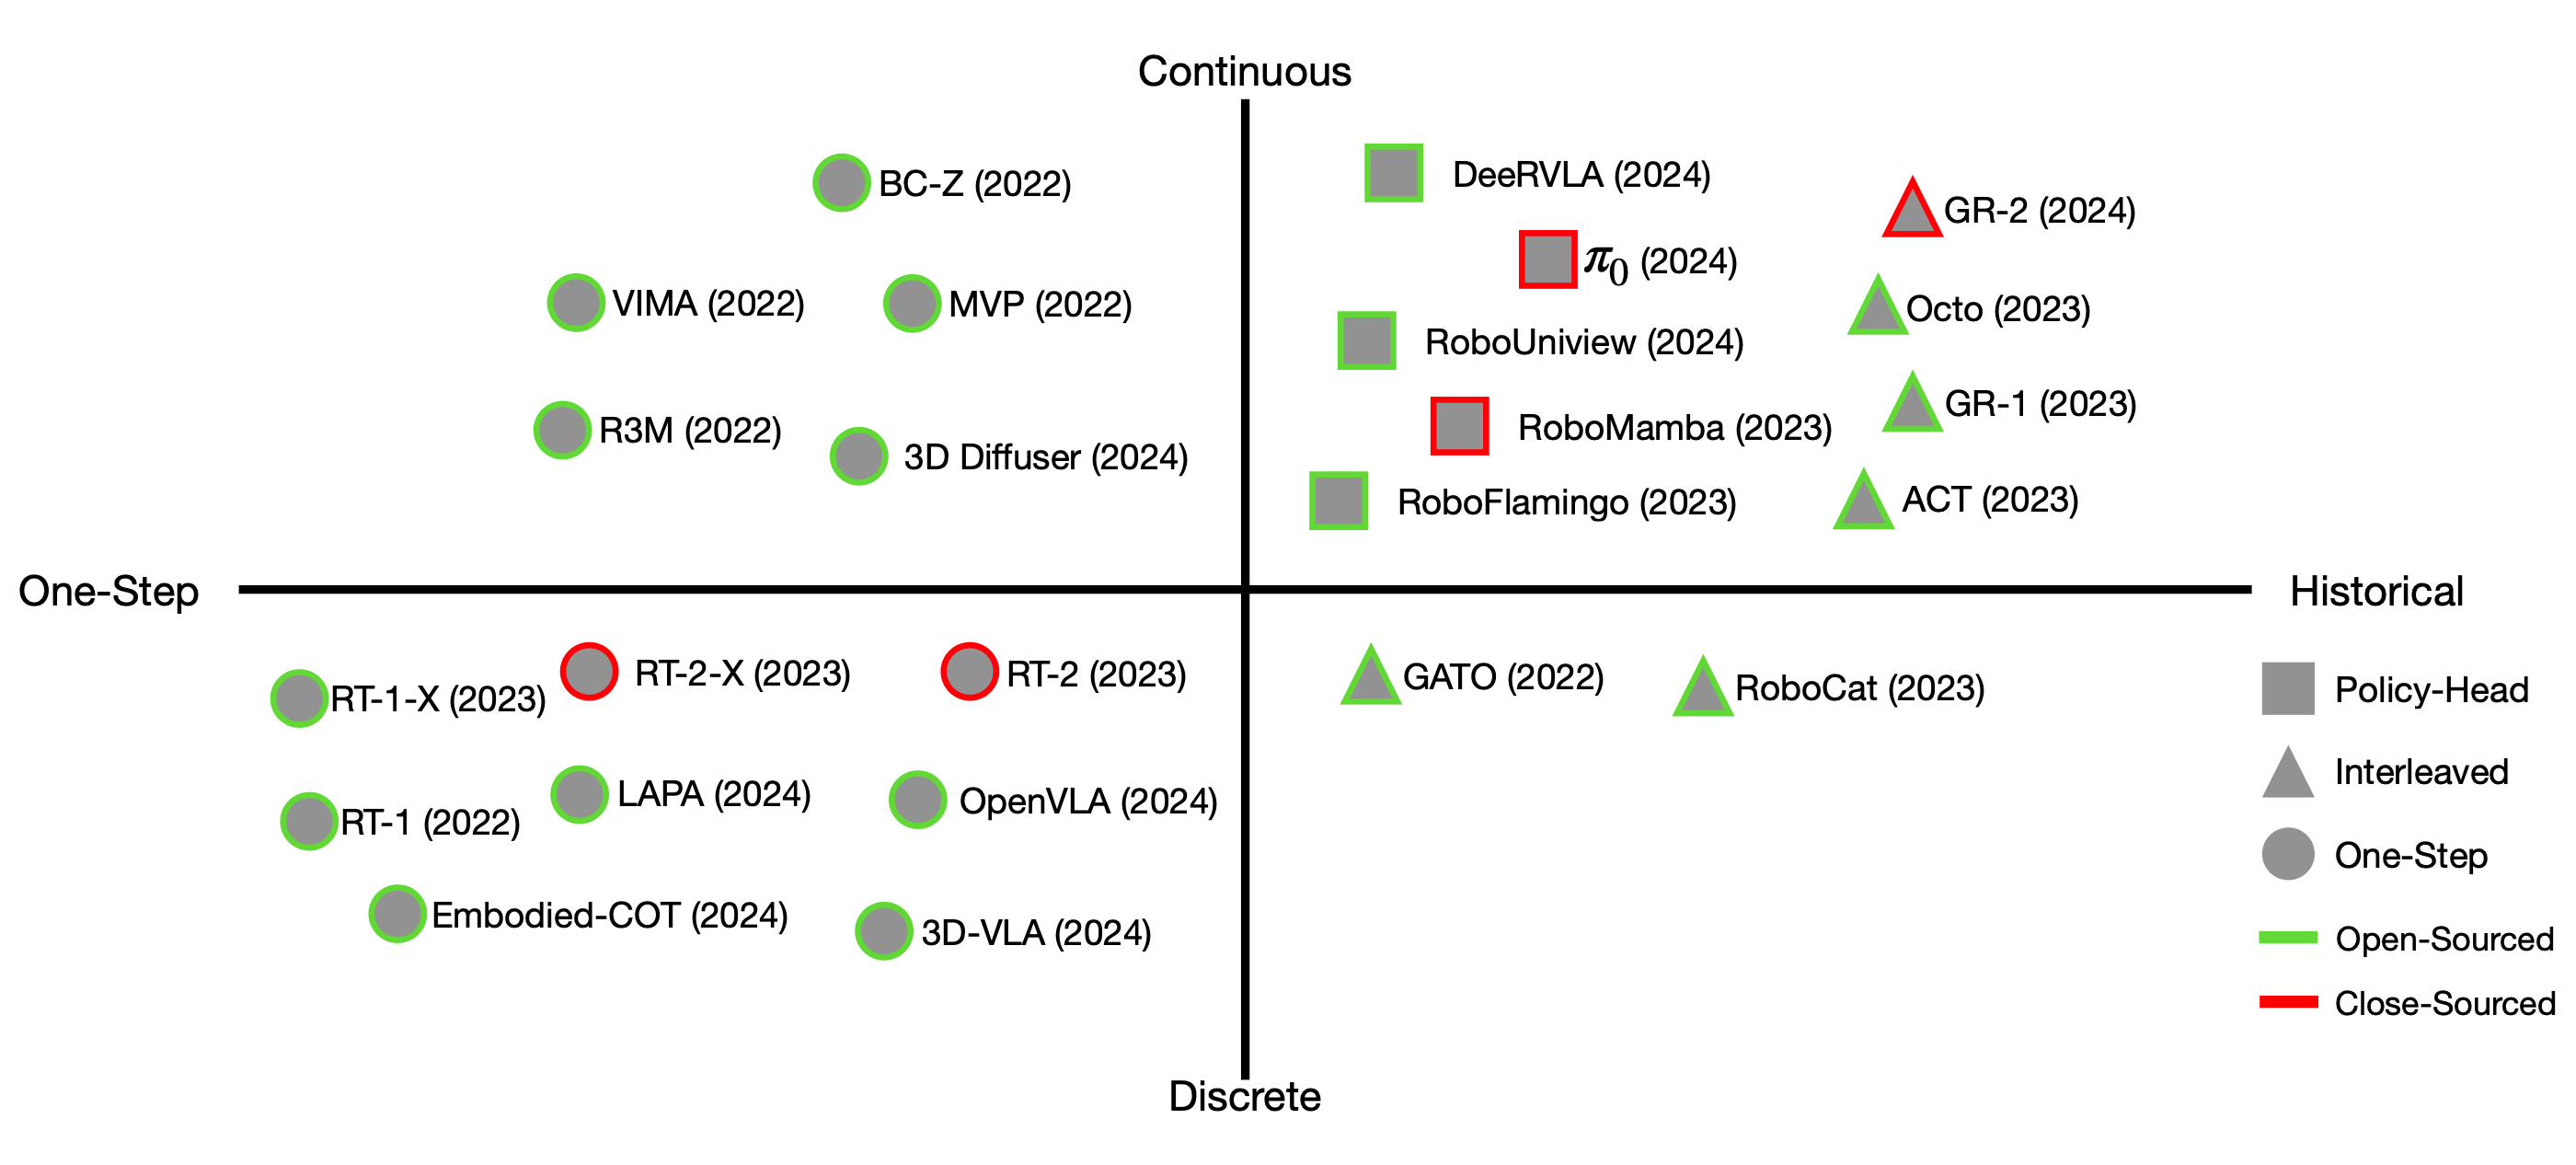 Continuous
BC-Z (2022)
VIMA (2022)
MVP (2022)
R3M (2022)
3D Diffuser (2024)
DeeRVLA (2024)
π0 (2024)
RoboUniview (2024)
RoboMamba (2023)
RoboFlamingo (2023)
GR-2 (2024)
Octo (2023)
GR-1 (2023)
ACT (2023)
One-Step
Historical
RT-1-X (2023)
RT-2-X (2023)
RT-2 (2023)
RT-1 (2022)
LAPA (2024)
OpenVLA (2024)
Embodied-COT (2024)
3D-VLA (2024)
GATO (2022)
RoboCat (2023)
Policy-Head
Interleaved
One-Step
Open-Sourced
Close-Sourced
Discrete